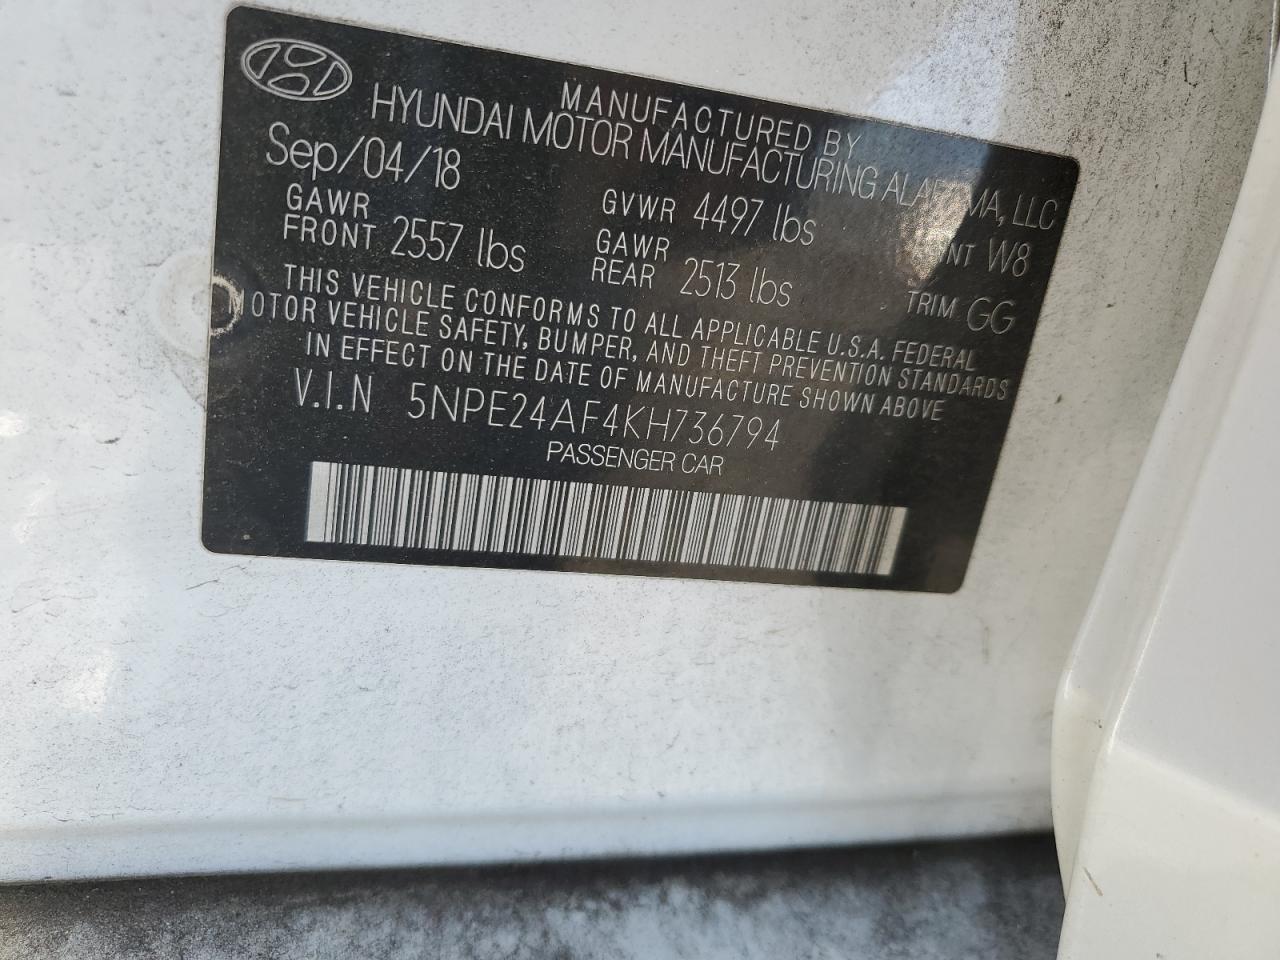 MANUFACTURED BY
HYUNDAI MOTOR MANUFACTURING ALABAMA, LLC
Sep/04/18
GAWR FRONT 2557 lbs
GVWR 4497 lbs
GAWR REAR 2513 lbs
W8
TRIM GG
THIS VEHICLE CONFORMS TO ALL APPLICABLE U.S.A. FEDERAL
MOTOR VEHICLE SAFETY, BUMPER, AND THEFT PREVENTION STANDARDS
IN EFFECT ON THE DATE OF MANUFACTURE SHOWN ABOVE
V.I.N 5NPE24AF4KH736794
PASSENGER CAR